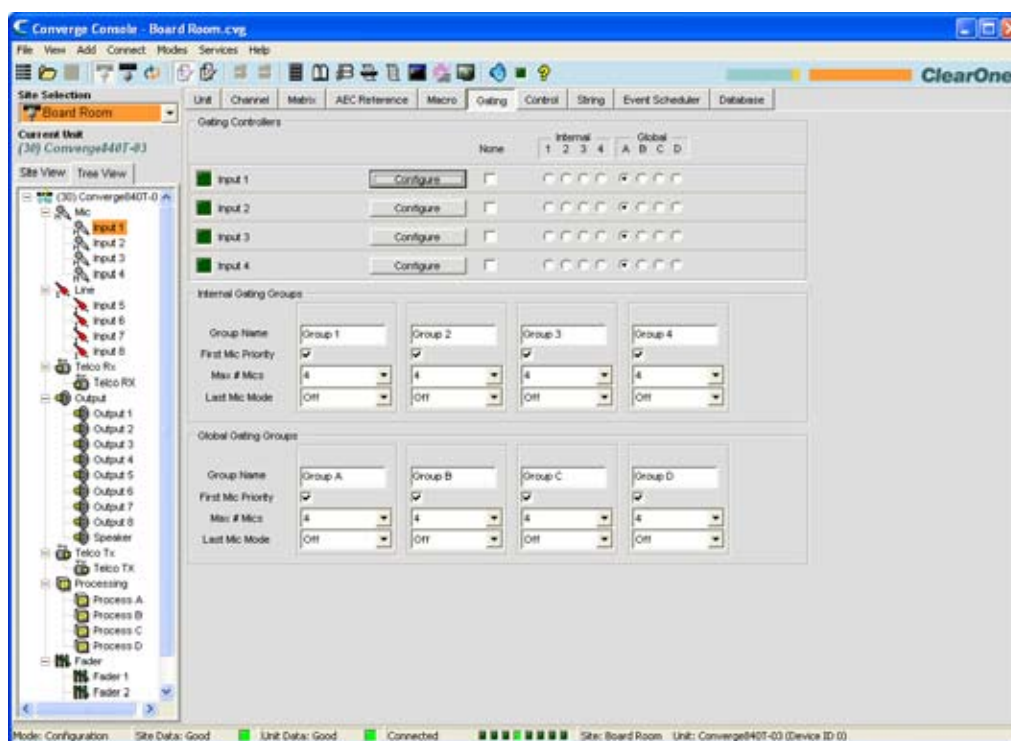 Converge Console - Board Room.cvg
File View Add Connect Modes Services Help
ClearOne
Site Selection
Board Room
Current Unit
(30) Converge840T-03
Site View Tree View
(30) Converge840T-0
Mic
Input 1
Input 2
Input 3
Input 4
Line
Input 5
Input 6
Input 7
Input 8
Telco Rx
Telco RX
Output
Output 1
Output 2
Output 3
Output 4
Output 5
Output 6
Output 7
Output 8
Speaker
Telco Tx
Telco TX
Processing
Process A
Process B
Process C
Process D
Fader
Fader 1
Fader 2
Unit Channel Matrix AEC Reference Macro Gating Control String Event Scheduler Database
Gating Controllers
Internal Global
None 1 2 3 4 A B C D
Input 1 Configure
Input 2 Configure
Input 3 Configure
Input 4 Configure
Internal Gating Groups
Group Name Group 1 Group 2 Group 3 Group 4
First Mic Priority
Max # Mics 4 4 4 4
Last Mic Mode Off Off Off Off
Global Gating Groups
Group Name Group A Group B Group C Group D
First Mic Priority
Max # Mics 4 4 4 4
Last Mic Mode Off Off Off Off
Mode: Configuration Site Data: Good Unit Data: Good Connected Site: Board Room Unit: Converge840T-03 (Device ID 0)